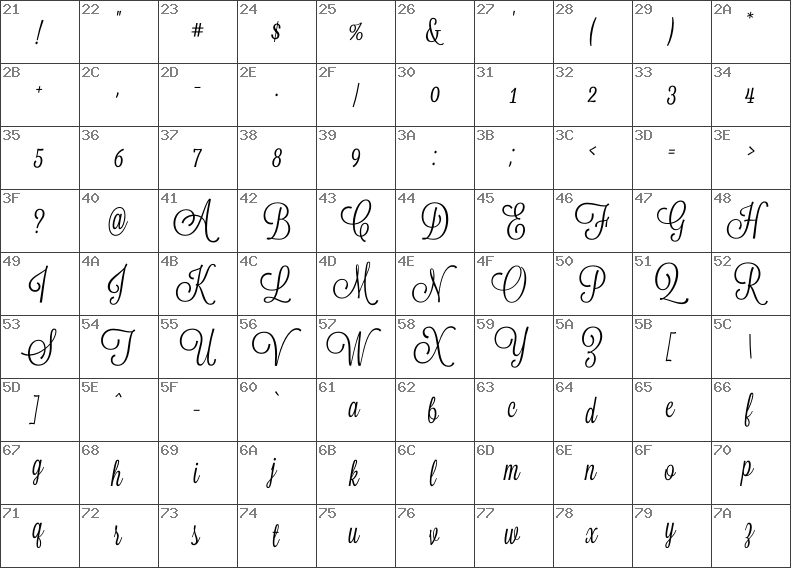 21 22 23 24 25 26 27 28 29 2A
! " # $ % & ' ( ) *
2B 2C 2D 2E 2F 30 31 32 33 34
+ , - . / 0 1 2 3 4
35 36 37 38 39 3A 3B 3C 3D 3E
5 6 7 8 9 : ; < = >
3F 40 41 42 43 44 45 46 47 48
? @ A B C D E F G H
49 4A 4B 4C 4D 4E 4F 50 51 52
I J K L M N O P Q R
53 54 55 56 57 58 59 5A 5B 5C
S T U V W X Y Z [ \
5D 5E 5F 60 61 62 63 64 65 66
] ^ _ ` a b c d e f
67 68 69 6A 6B 6C 6D 6E 6F 70
g h i j k l m n o p
71 72 73 74 75 76 77 78 79 7A
q r s t u v w x y z